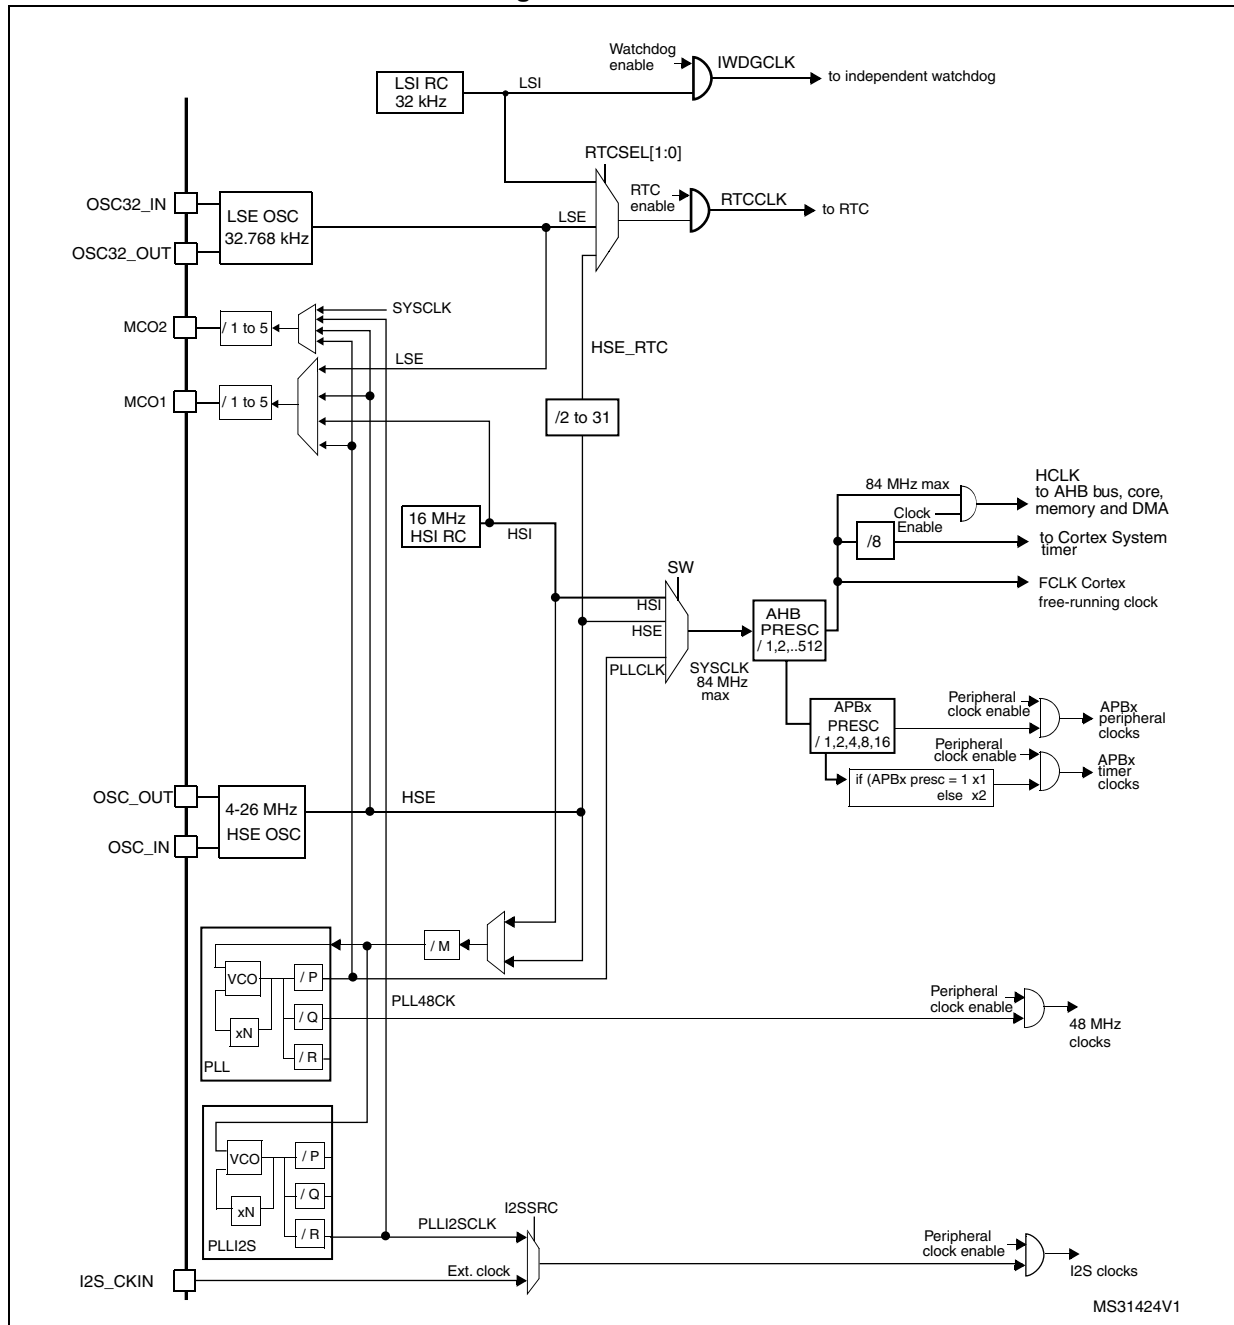 Watchdog
enable
IWDGCLK
to independent watchdog
LSI RC
32 kHz
LSI
RTCSEL[1:0]
OSC32_IN
OSC32_OUT
LSE OSC
32.768 kHz
LSE
RTC
enable
RTCCLK
to RTC
MCO2
/ 1 to 5
SYSCLK
LSE
HSE_RTC
MCO1
/ 1 to 5
/2 to 31
16 MHz
HSI RC
HSI
84 MHz max
Clock
Enable
HCLK
to AHB bus, core,
memory and DMA
/8
to Cortex System
timer
FCLK Cortex
free-running clock
SW
HSI
HSE
PLLCLK
SYSCLK
84 MHz
max
AHB
PRESC
/ 1,2,..512
APBx
PRESC
/ 1,2,4,8,16
Peripheral
clock enable
APBx
peripheral
clocks
Peripheral
clock enable
APBx
timer
clocks
if (APBx presc = 1 x1
else x2
OSC_OUT
OSC_IN
4-26 MHz
HSE OSC
HSE
/ M
VCO
xN
/ P
/ Q
/ R
PLL
PLL48CK
Peripheral
clock enable
48 MHz
clocks
VCO
xN
/ P
/ Q
/ R
PLLI2S
PLLI2SCLK
I2SSRC
Peripheral
clock enable
I2S clocks
I2S_CKIN
Ext. clock
MS31424V1